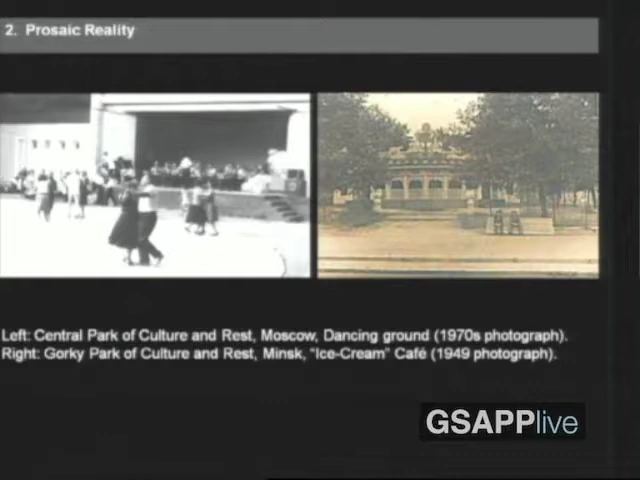 2. Prosaic Reality
Left: Central Park of Culture and Rest, Moscow, Dancing ground (1970s photograph).
Right: Gorky Park of Culture and Rest, Minsk, "Ice-Cream" Café (1949 photograph).
GSAPPlive